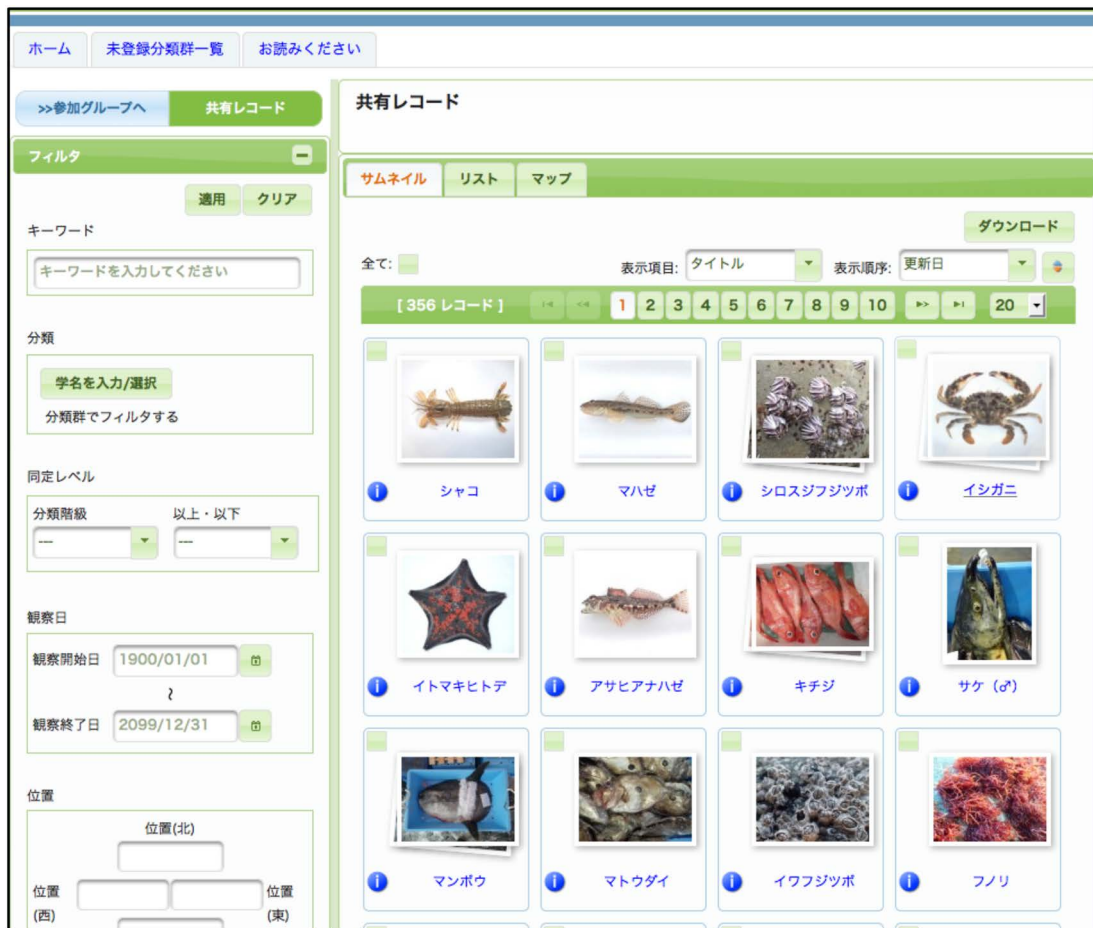 ホーム 未登録分類群一覧 お読みください
>>参加グループへ 共有レコード
フィルタ
適用 クリア
キーワード
キーワードを入力してください
分類
学名を入力/選択
分類群でフィルタする
同定レベル
分類階級 以上・以下
--- ---
観察日
観察開始日 1900/01/01
~
観察終了日 2099/12/31
位置
位置(北)
位置(西) 位置(東)
共有レコード
サムネイル リスト マップ
ダウンロード
全て: 表示項目: タイトル 表示順序: 更新日
[ 356 レコード ] 1 2 3 4 5 6 7 8 9 10 20
シャコ マハゼ シロスジフジツボ イシガニ
イトマキヒトデ アサヒアナハゼ キチジ サケ（♂）
マンボウ マトウダイ イワフジツボ フノリ